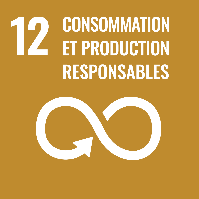 12 CONSOMMATION
ET PRODUCTION
RESPONSABLES